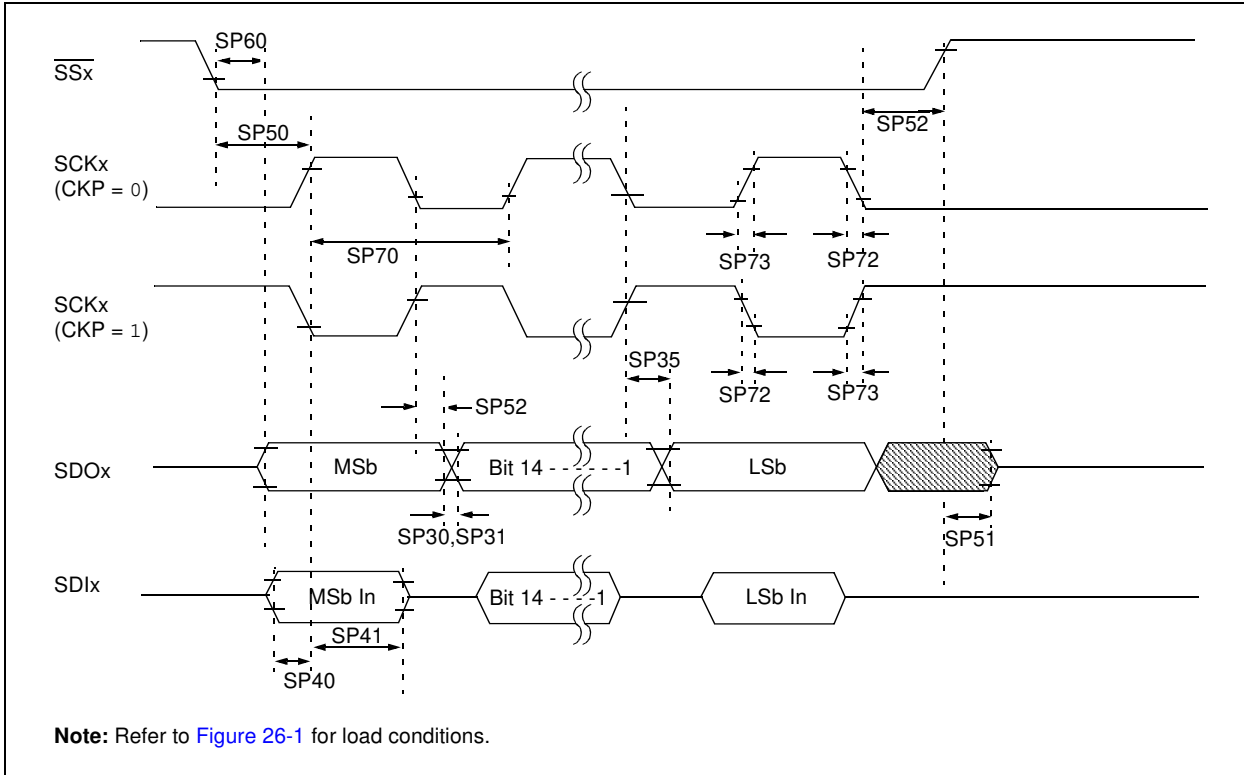 SP60
SSx
SP50
SP52
SCKx
(CKP = 0)
SP70
SP73
SP72
SCKx
(CKP = 1)
SP35
SP72
SP73
SP52
SDOx
MSb
Bit 14 - - - - - - -1
LSb
SP30,SP31
SP51
SDIx
MSb In
Bit 14 - - - - -1
LSb In
SP41
SP40
Note: Refer to Figure 26-1 for load conditions.